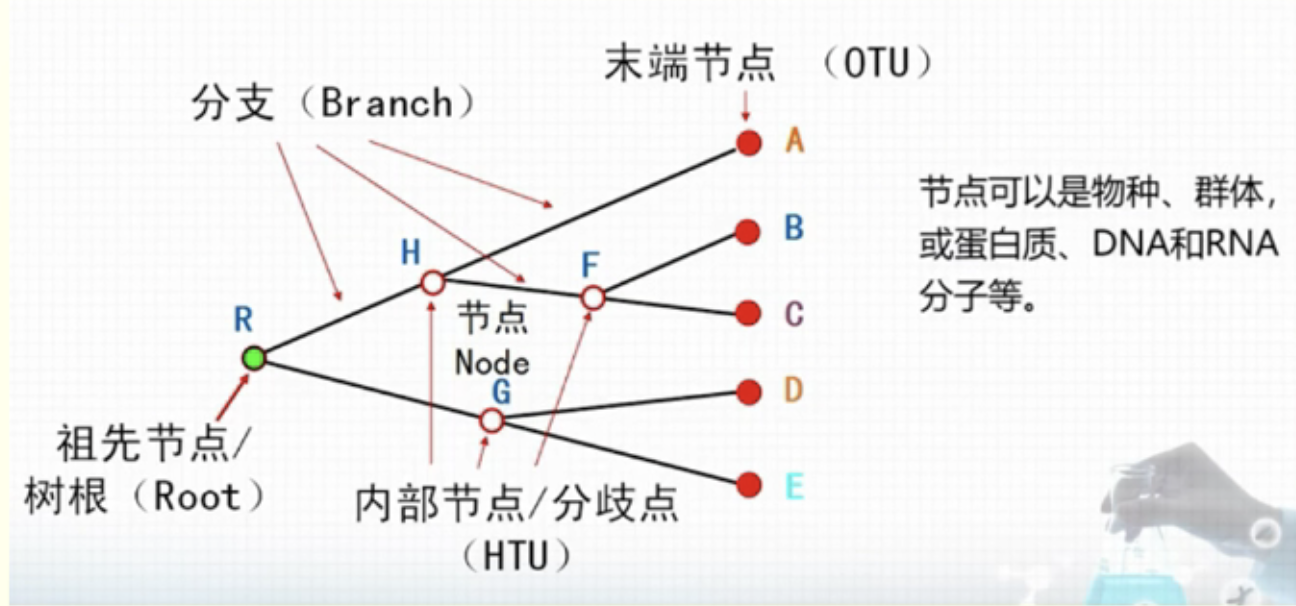 末端节点 （OTU）
分支（Branch）
A
节点可以是物种、群体，
或蛋白质、DNA和RNA
分子等。
B
H
F
C
R
节点
Node
G
D
祖先节点/
树根（Root）
E
内部节点/分歧点
（HTU）